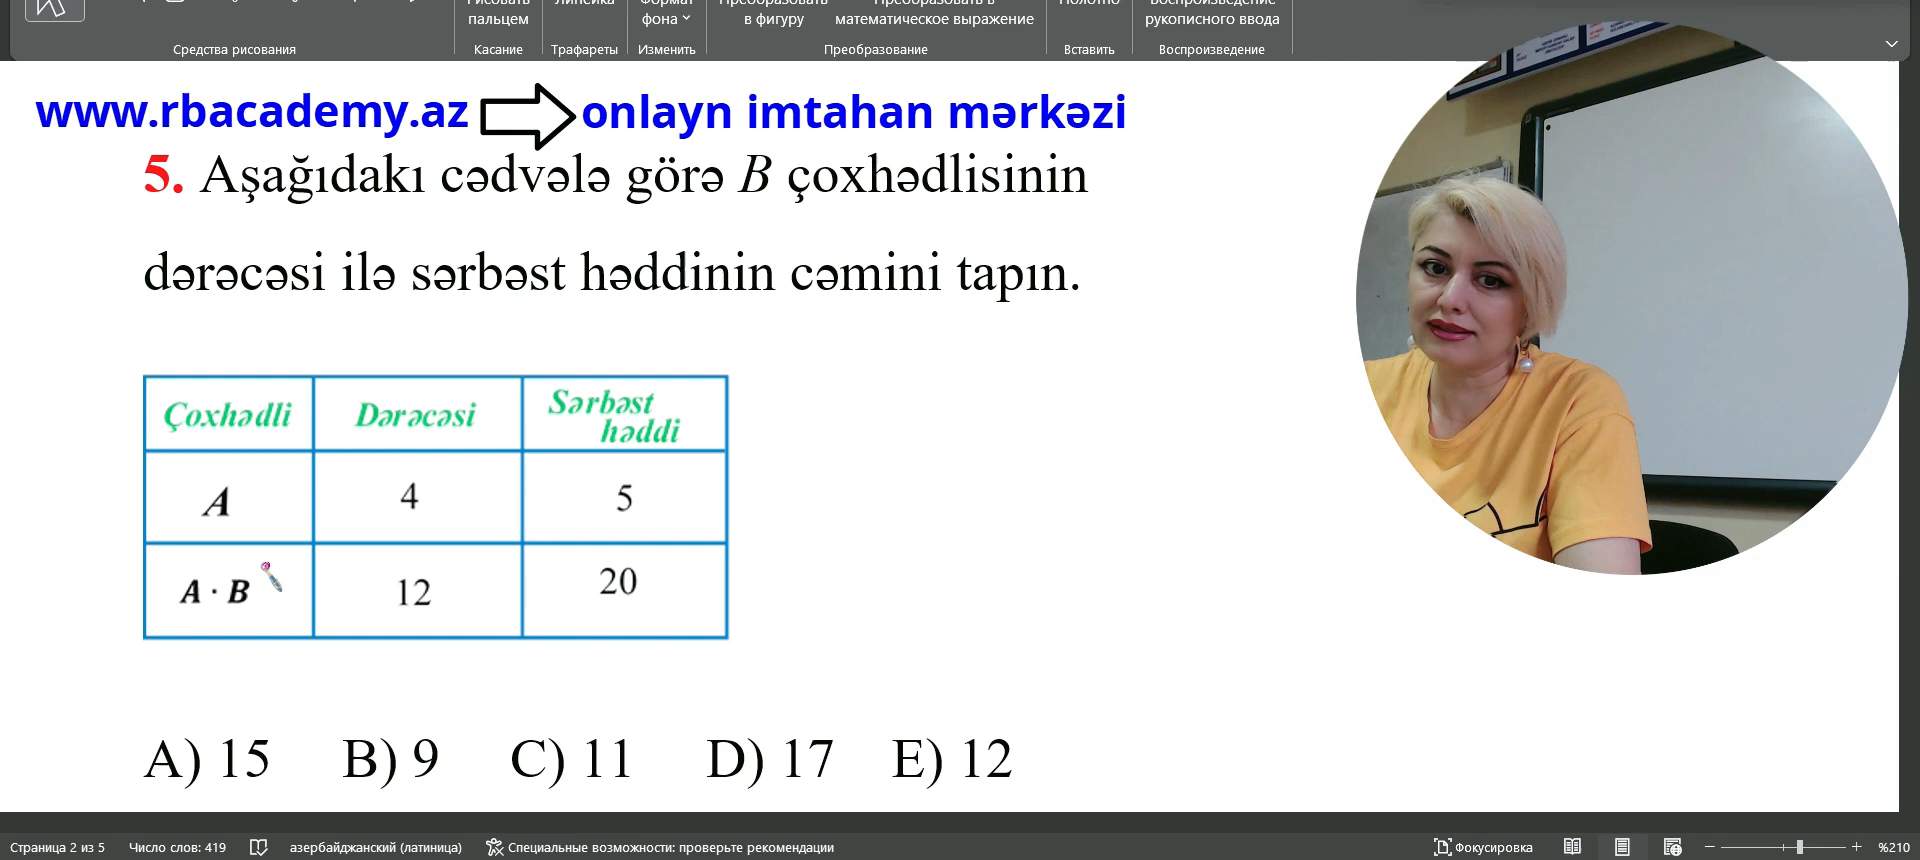 пальцем
фона
в фигуру
математическое выражение
рукописного ввода
Средства рисования
Касание
Трафареты
Изменить
Преобразование
Вставить
Воспроизведение
www.rbacademy.az onlayn imtahan mərkəzi
5. Aşağıdakı cədvələ görə B çoxhədlisinin
dərəcəsi ilə sərbəst həddinin cəmini tapın.
Çoxhədli Dərəcəsi Sərbəst həddi
A 4 5
A · B 12 20
A) 15 B) 9 C) 11 D) 17 E) 12
Страница 2 из 5 Число слов: 419 азербайджанский (латиница) Специальные возможности: проверьте рекомендации Фокусировка %210